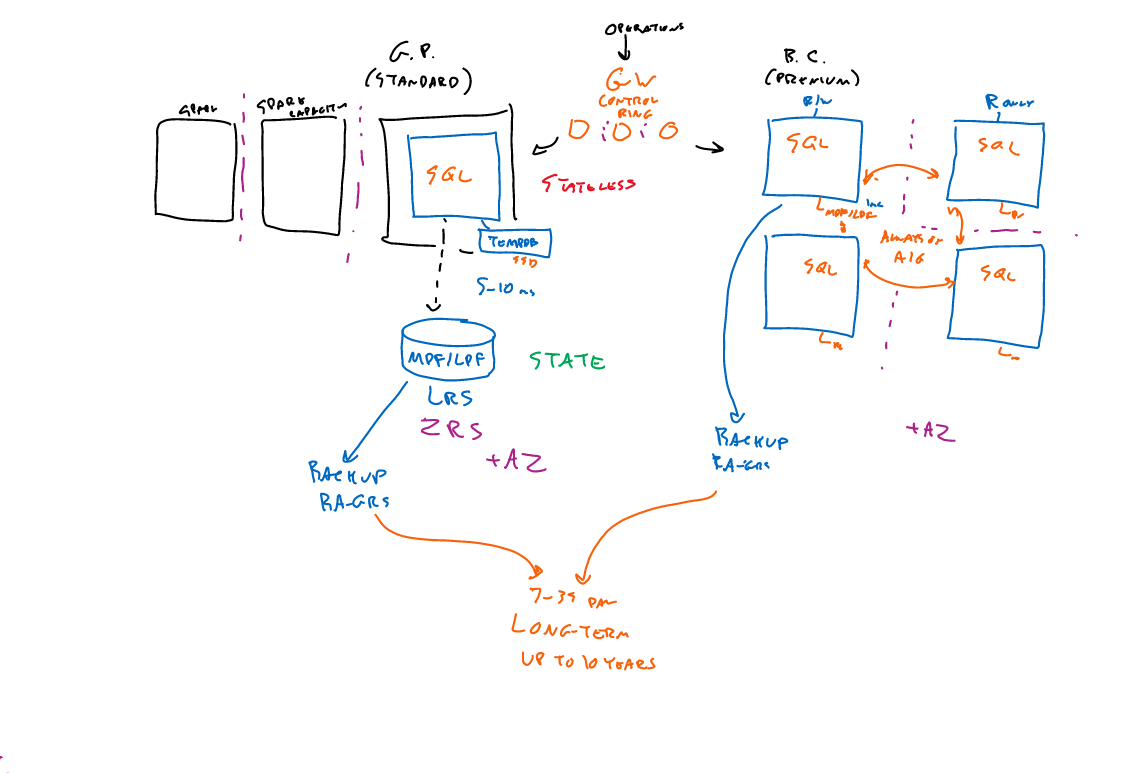 OPERATIONS
G.P.
(STANDARD)
B.C.
(PREMIUM)
GW
CONTROL
RING
SPARE
SPARE
CAPACITY
R/W
R ONLY
SQL
SQL
SQL
STATELESS
MDF/LDF
TEMPDB
SSD
ALWAYS ON
A/G
SQL
SQL
5-10 ms
MDF/LDF
STATE
LRS
ZRS
+AZ
+AZ
BACKUP
RA-GRS
BACKUP
RA-GRS
7-35 DAY
LONG-TERM
UP TO 10 YEARS